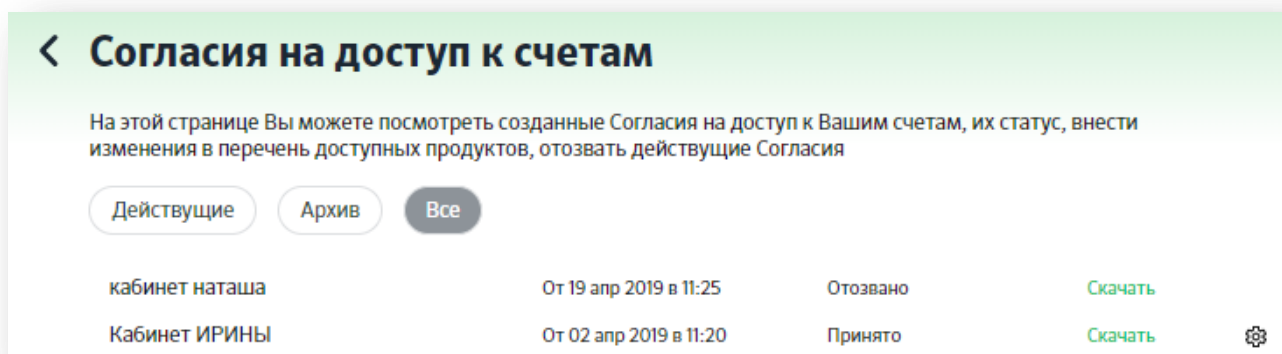 Согласия на доступ к счетам
На этой странице Вы можете посмотреть созданные Согласия на доступ к Вашим счетам, их статус, внести
изменения в перечень доступных продуктов, отозвать действущие Согласия
Действущие Архив Все
кабинет наташа От 19 апр 2019 в 11:25 Отозвано Скачать
Кабинет ИРИНЫ От 02 апр 2019 в 11:20 Принято Скачать